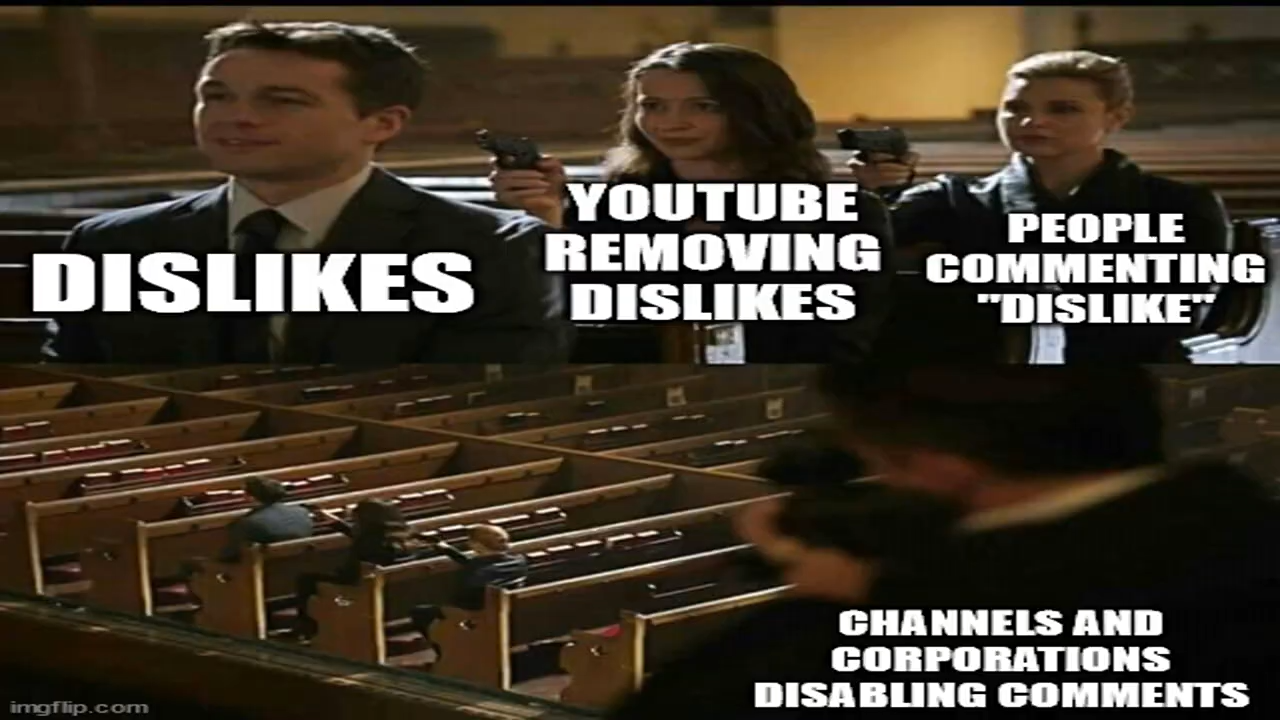 DISLIKES
YOUTUBE
REMOVING
DISLIKES
PEOPLE
COMMENTING
"DISLIKE"
CHANNELS AND
CORPORATIONS
DISABLING COMMENTS
imgflip.com